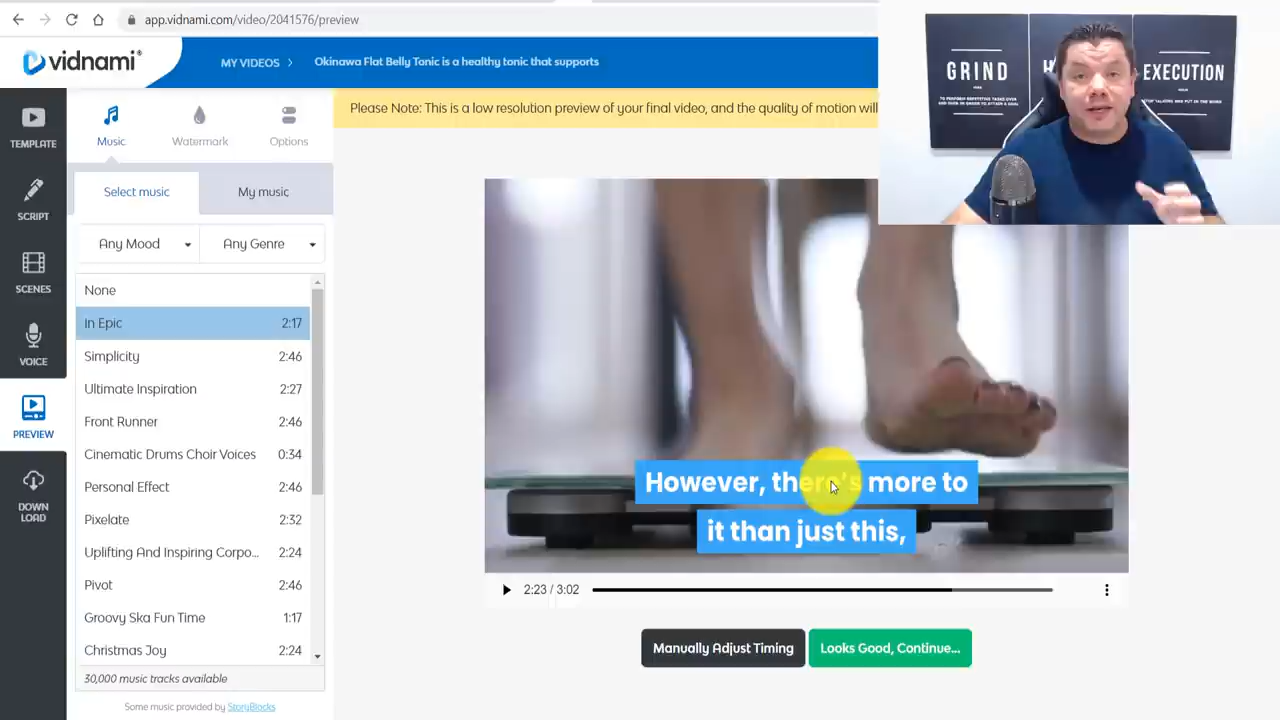 app.vidnami.com/video/2041576/preview
vidnami®
MY VIDEOS >
Okinawa Flat Belly Tonic is a healthy tonic that supports
GRIND
EXECUTION
TEMPLATE
SCRIPT
SCENES
VOICE
PREVIEW
DOWN
LOAD
Music
Watermark
Options
Select music
My music
Any Mood
Any Genre
None
In Epic 2:17
Simplicity 2:46
Ultimate Inspiration 2:27
Front Runner 2:46
Cinematic Drums Choir Voices 0:34
Personal Effect 2:46
Pixelate 2:32
Uplifting And Inspiring Corpo... 2:24
Pivot 2:46
Groovy Ska Fun Time 1:17
Christmas Joy 2:24
30,000 music tracks available
Some music provided by StoryBlocks
Please Note: This is a low resolution preview of your final video, and the quality of motion will
However, there's more to
it than just this,
2:23 / 3:02
Manually Adjust Timing
Looks Good, Continue...